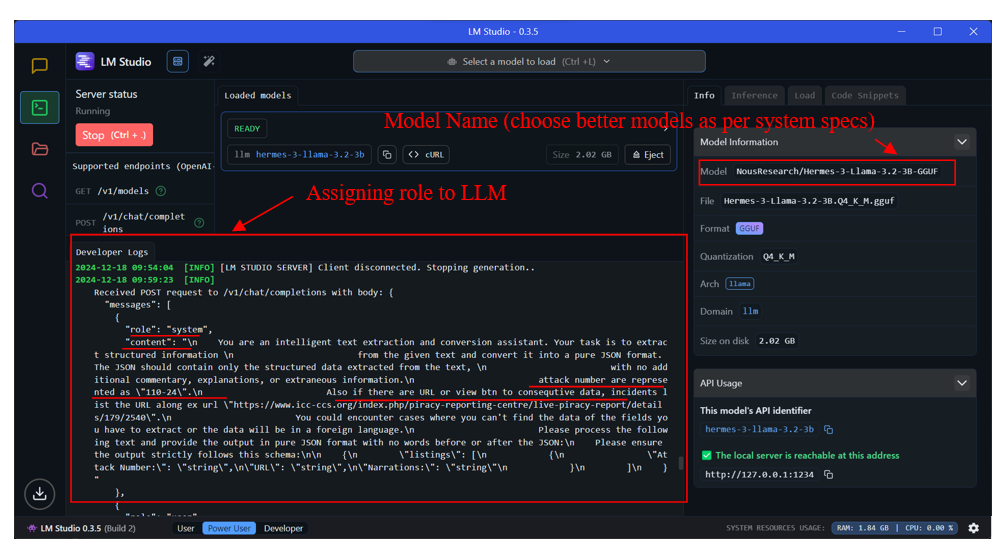 LM Studio - 0.3.5
LM Studio
Select a model to load (Ctrl +L)
Server status
Running
Stop (Ctrl + .)
Supported endpoints (OpenAI-
GET /v1/models
POST /v1/chat/complet
ions
Loaded models
READY
llm hermes-3-llama-3.2-3b
cURL
Size 2.02 GB
Eject
Model Name (choose better models as per system specs)
Assigning role to LLM
Developer Logs
2024-12-18 09:54:04 [INFO] [LM STUDIO SERVER] Client disconnected. Stopping generation..
2024-12-18 09:59:23 [INFO]
Received POST request to /v1/chat/completions with body: {
"messages": [
{
"role": "system",
"content": "\n You are an intelligent text extraction and conversion assistant. Your task is to extrac
t structured information \n from the given text and convert it into a pure JSON format.
The JSON should contain only the structured data extracted from the text, \n with no add
itional commentary, explanations, or extraneous information.\n attack number are represe
nted as \"110-24\".\n Also if there are URL or view btn to consequtive data, incidents l
ist the URL along ex url \"https://www.icc-ccs.org/index.php/piracy-reporting-centre/live-piracy-report/detail
s/179/2540\".\n You could encounter cases where you can't find the data of the fields yo
u have to extract or the data will be in a foreign language.\n Please process the follow
ing text and provide the output in pure JSON format with no words before or after the JSON:\n Please ensure
the output strictly follows this schema:\n\n {\n \"listings\": [\n {\n \"At
tack Number:\": \"string\",\n\"URL\": \"string\",\n\"Narrations:\": \"string\"\n }\n ]\n }
"
},
{
Info
Inference
Load
Code Snippets
Model Information
Model NousResearch/Hermes-3-Llama-3.2-3B-GGUF
File Hermes-3-Llama-3.2-3B.Q4_K_M.gguf
Format GGUF
Quantization Q4_K_M
Arch llama
Domain llm
Size on disk 2.02 GB
API Usage
This model's API identifier
hermes-3-llama-3.2-3b
The local server is reachable at this address
http://127.0.0.1:1234
LM Studio 0.3.5 (Build 2)
User
Power User
Developer
SYSTEM RESOURCES USAGE: RAM: 1.84 GB | CPU: 0.00 %